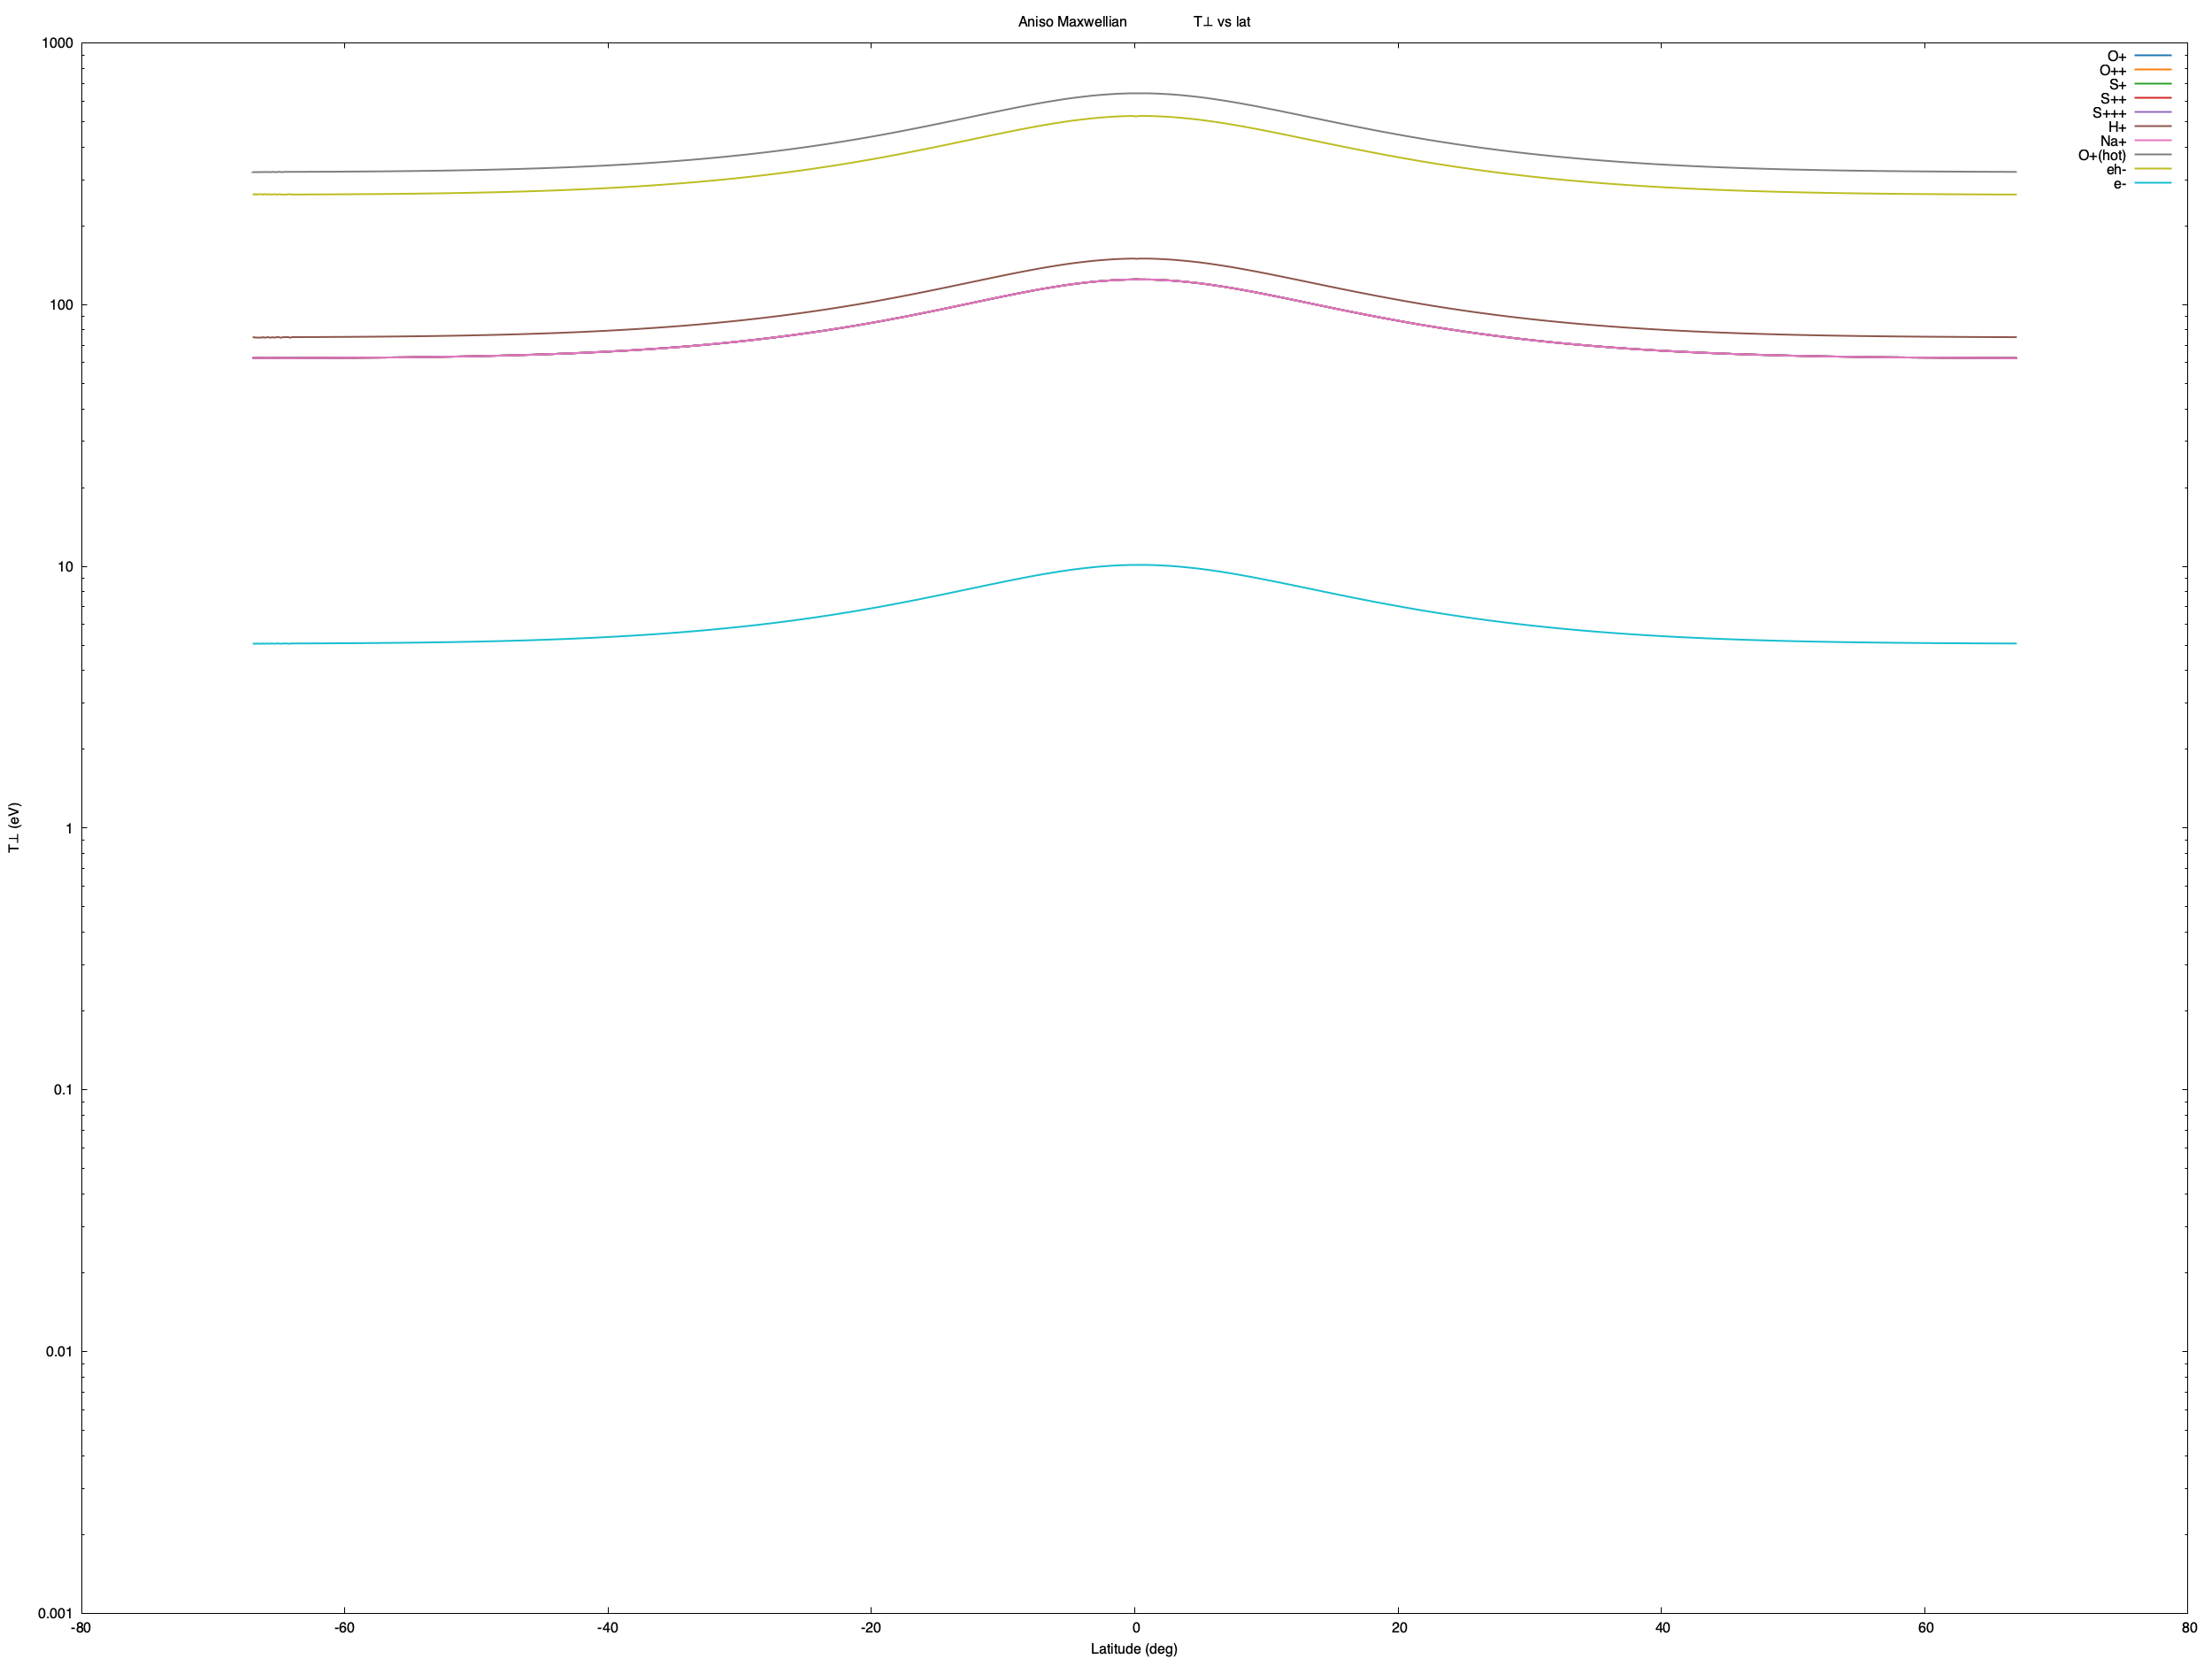 Aniso Maxwellian T⊥ vs lat
1000
100
10
1
0.1
0.01
0.001
T⊥ (eV)
O+
O++
S+
S++
S+++
H+
Na+
O+(hot)
eh-
e-
-80 -60 -40 -20 0 20 40 60 80
Latitude (deg)